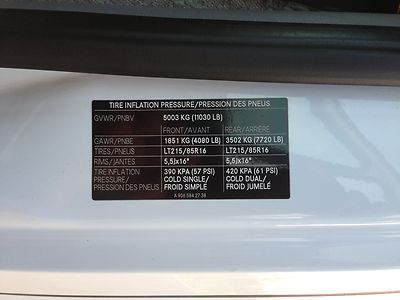 TIRE INFLATION PRESSURE/PRESSION DES PNEUS
GVWR/PNBV 5003 KG (11030 LB)
FRONT/AVANT REAR/ARRIÈRE
GAWR/PNBE 1851 KG (4080 LB) 3502 KG (7720 LB)
TIRES/PNEUS LT215/85R16 LT215/85R16
RIMS/JANTES 5,5Jx16" 5,5Jx16"
TIRE INFLATION 390 KPA (57 PSI) 420 KPA (61 PSI)
PRESSURE/ COLD SINGLE/ COLD DUAL/
PRESSION DES PNEUS FROID SIMPLE FROID JUMELÉ
A 906 584 27 38